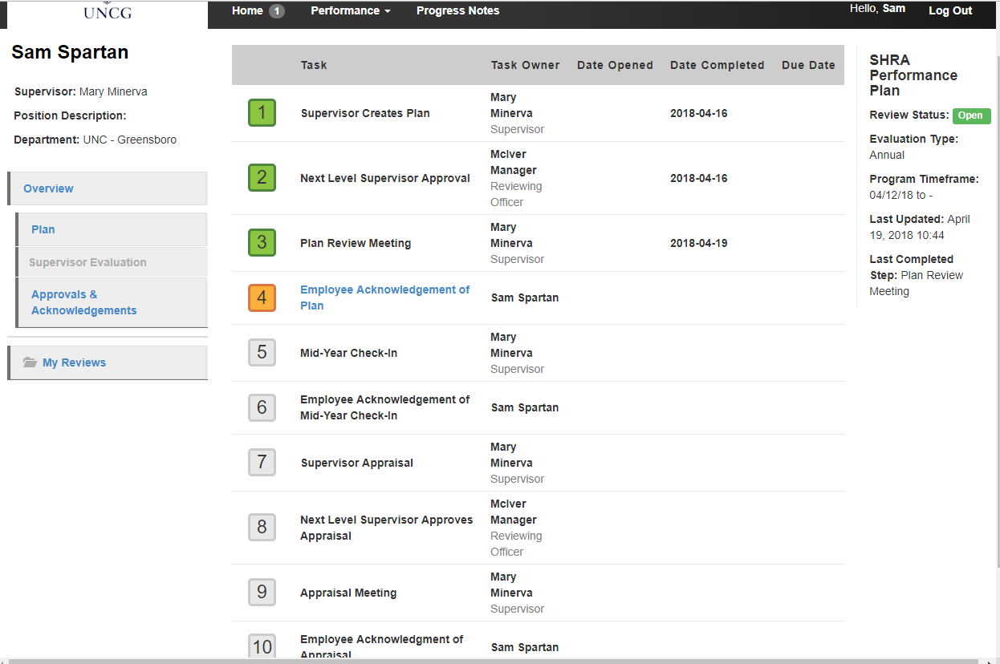 UNCG
Home 1 Performance Progress Notes Hello, Sam Log Out
Sam Spartan
Supervisor: Mary Minerva
Position Description:
Department: UNC - Greensboro
Overview
Plan
Supervisor Evaluation
Approvals &
Acknowledgements
My Reviews
Task Task Owner Date Opened Date Completed Due Date
1 Supervisor Creates Plan Mary
Minerva
Supervisor 2018-04-16
2 Next Level Supervisor Approval McIver
Manager
Reviewing
Officer 2018-04-16
3 Plan Review Meeting Mary
Minerva
Supervisor 2018-04-19
4 Employee Acknowledgement of
Plan Sam Spartan
5 Mid-Year Check-In Mary
Minerva
Supervisor
6 Employee Acknowledgement of
Mid-Year Check-In Sam Spartan
7 Supervisor Appraisal Mary
Minerva
Supervisor
8 Next Level Supervisor Approves
Appraisal McIver
Manager
Reviewing
Officer
9 Appraisal Meeting Mary
Minerva
Supervisor
10 Employee Acknowledgment of
Appraisal Sam Spartan
SHRA
Performance
Plan
Review Status: Open
Evaluation Type:
Annual
Program Timeframe:
04/12/18 to -
Last Updated: April
19, 2018 10:44
Last Completed
Step: Plan Review
Meeting